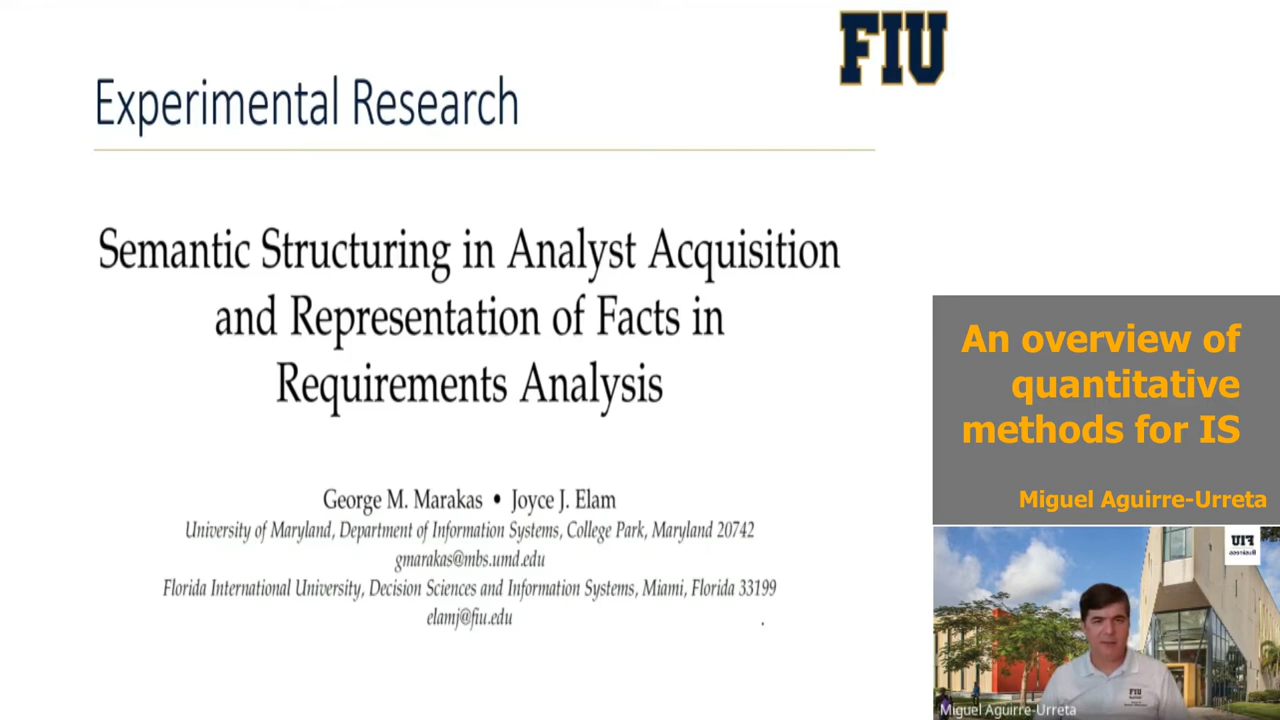 FIU
Experimental Research
Semantic Structuring in Analyst Acquisition
and Representation of Facts in
Requirements Analysis
George M. Marakas • Joyce J. Elam
University of Maryland, Department of Information Systems, College Park, Maryland 20742
gmarakas@mbs.umd.edu
Florida International University, Decision Sciences and Information Systems, Miami, Florida 33199
elamj@fiu.edu
An overview of
quantitative
methods for IS
Miguel Aguirre-Urreta
FIU
Business
FIU
Miguel Aguirre-Urreta